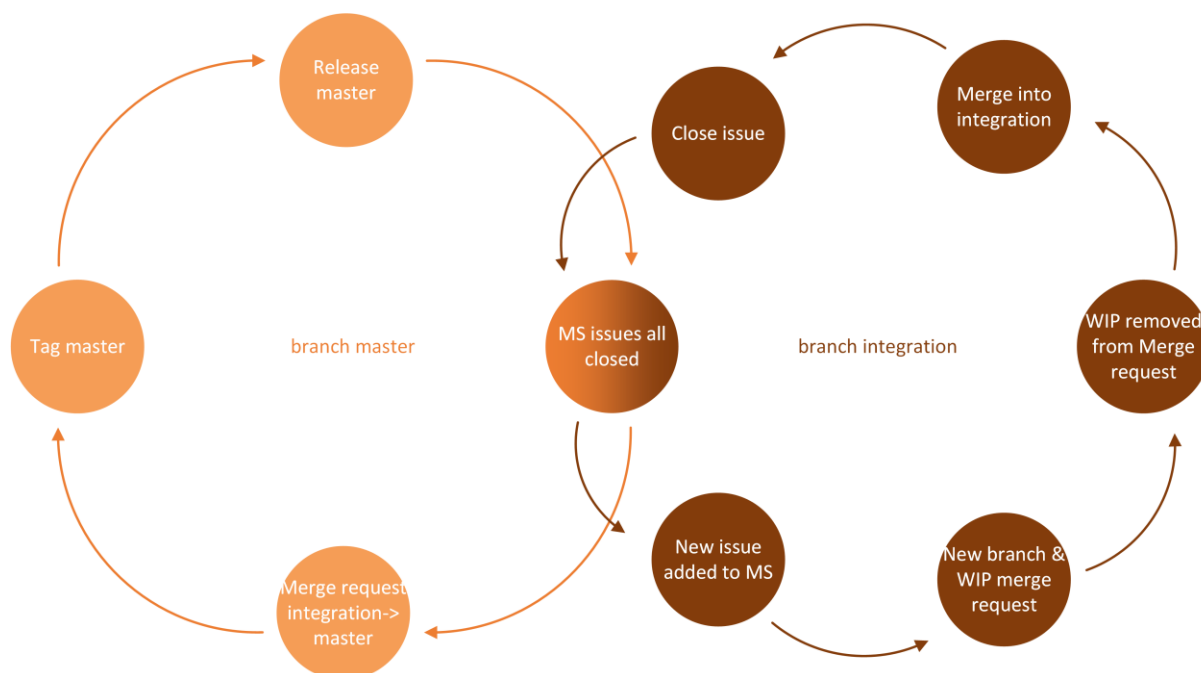 Release
master
Merge into
integration
Close issue
Tag master
branch master
MS issues all
closed
branch integration
WIP removed
from Merge
request
New issue
added to MS
New branch &
WIP merge
request
Merge request
integration->
master